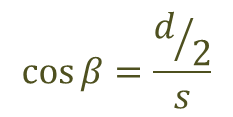 cos β = (d/2)/s